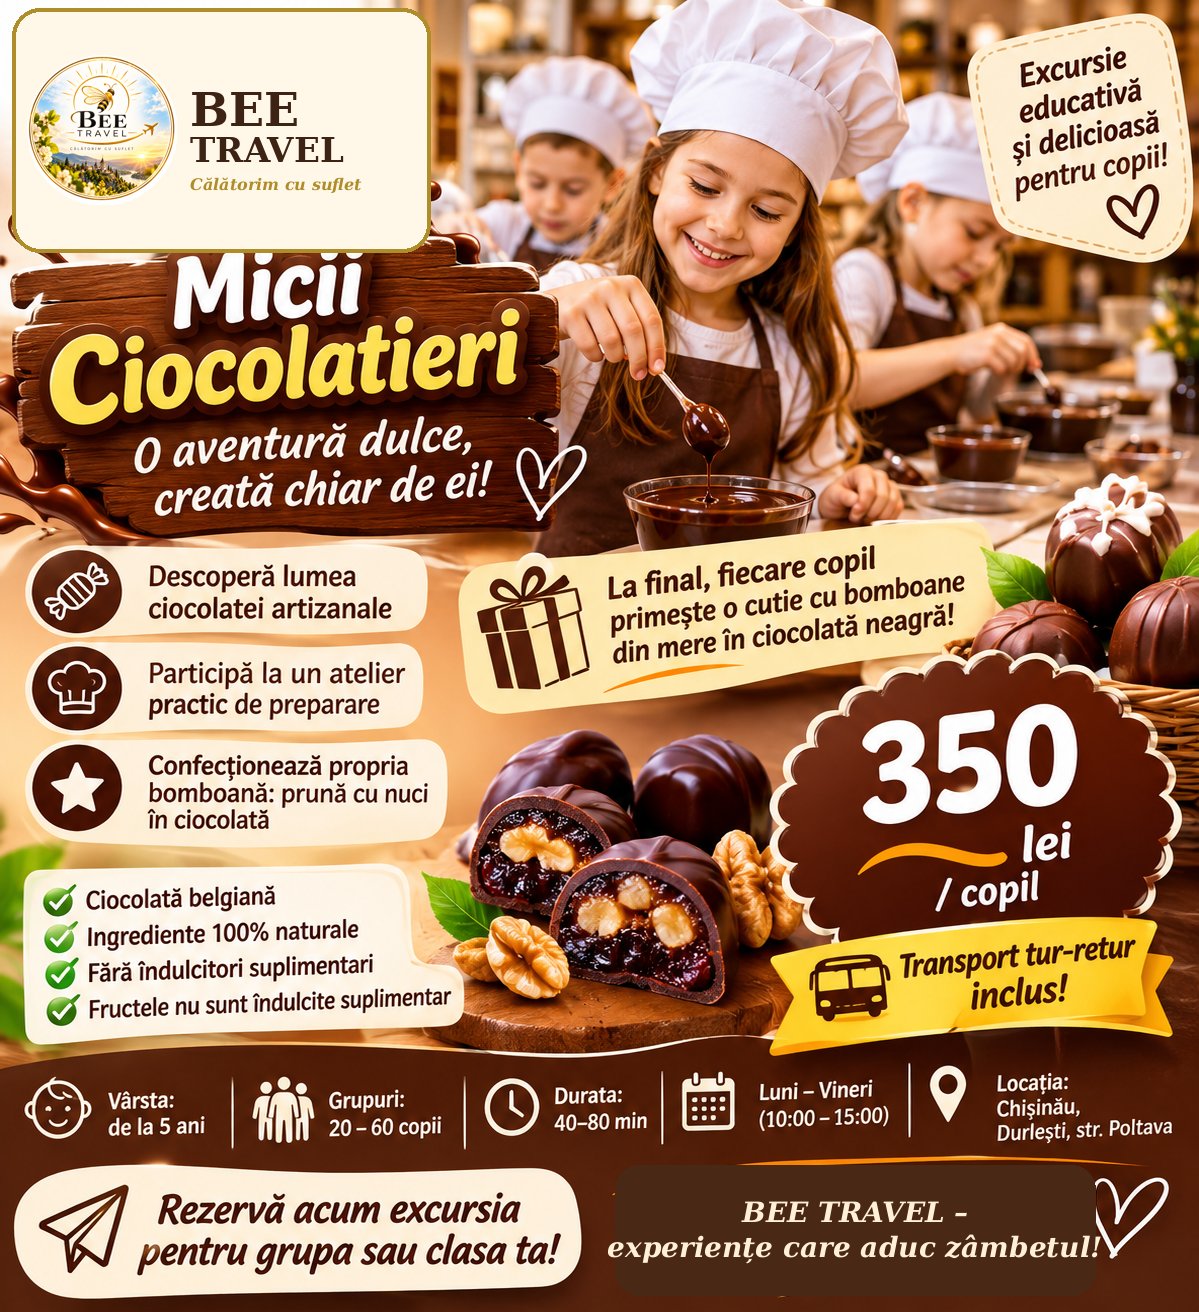 BEE
TRAVEL
CĂLĂTORIM CU SUFLET
BEE
TRAVEL
Călătorim cu suflet
Excursie
educativă
și delicioasă
pentru copii!
Micii
Ciocolatieri
O aventură dulce,
creată chiar de ei!
Descoperă lumea
ciocolatei artizanale
Participă la un atelier
practic de preparare
Confecționează propria
bomboană: prună cu nuci
în ciocolată
La final, fiecare copil
primește o cutie cu bomboane
din mere în ciocolată neagră!
350
lei
/ copil
Transport tur-retur
inclus!
Ciocolată belgiană
Ingrediente 100% naturale
Fără îndulcitori suplimentari
Fructele nu sunt îndulcite suplimentar
Vârsta:
de la 5 ani
Grupuri:
20 – 60 copii
Durata:
40–80 min
Luni – Vineri
(10:00 – 15:00)
Locația:
Chișinău,
Durlești, str. Poltava
Rezervă acum excursia
pentru grupa sau clasa ta!
BEE TRAVEL –
experiențe care aduc zâmbetul!